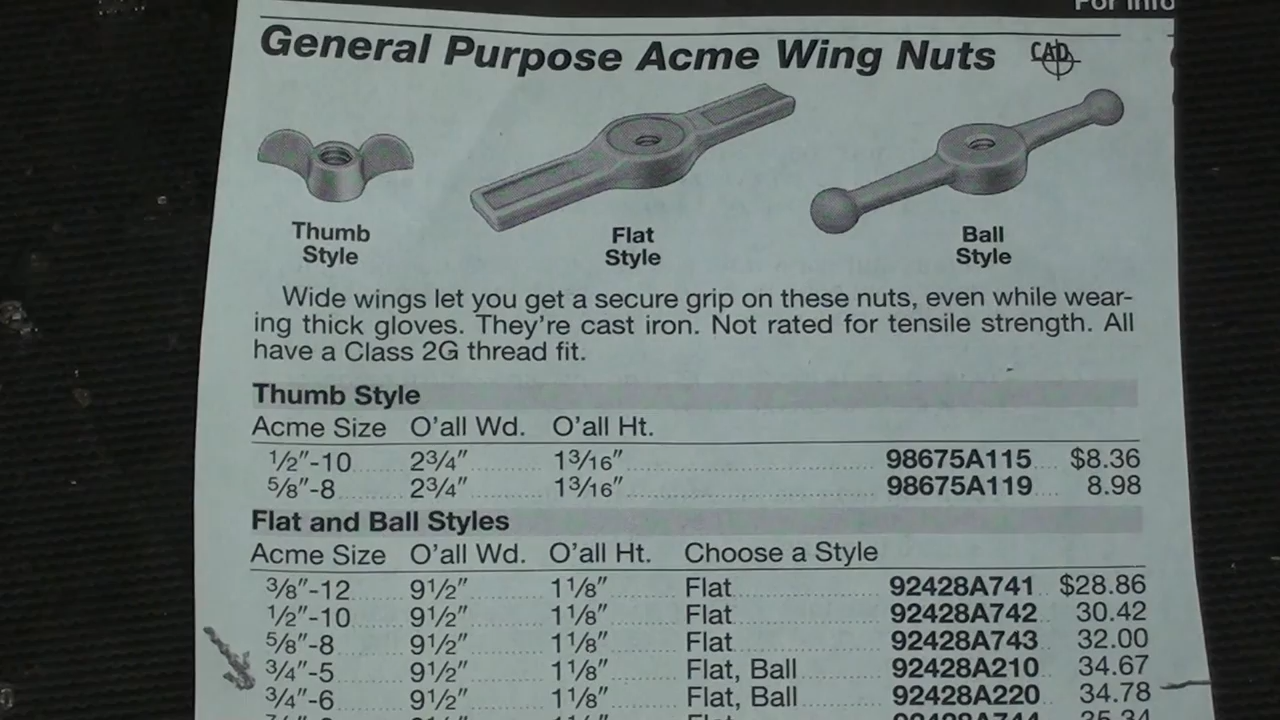 For info
General Purpose Acme Wing Nuts CAD
Thumb Style
Flat Style
Ball Style
Wide wings let you get a secure grip on these nuts, even while wear-
ing thick gloves. They're cast iron. Not rated for tensile strength. All
have a Class 2G thread fit.
Thumb Style
Acme Size O'all Wd. O'all Ht.
1/2"-10 2 3/4" 1 3/16" 98675A115 $8.36
5/8"-8 2 3/4" 1 3/16" 98675A119 8.98
Flat and Ball Styles
Acme Size O'all Wd. O'all Ht. Choose a Style
3/8"-12 9 1/2" 1 1/8" Flat 92428A741 $28.86
1/2"-10 9 1/2" 1 1/8" Flat 92428A742 30.42
5/8"-8 9 1/2" 1 1/8" Flat 92428A743 32.00
3/4"-5 9 1/2" 1 1/8" Flat, Ball 92428A210 34.67
3/4"-6 9 1/2" 1 1/8" Flat, Ball 92428A220 34.78